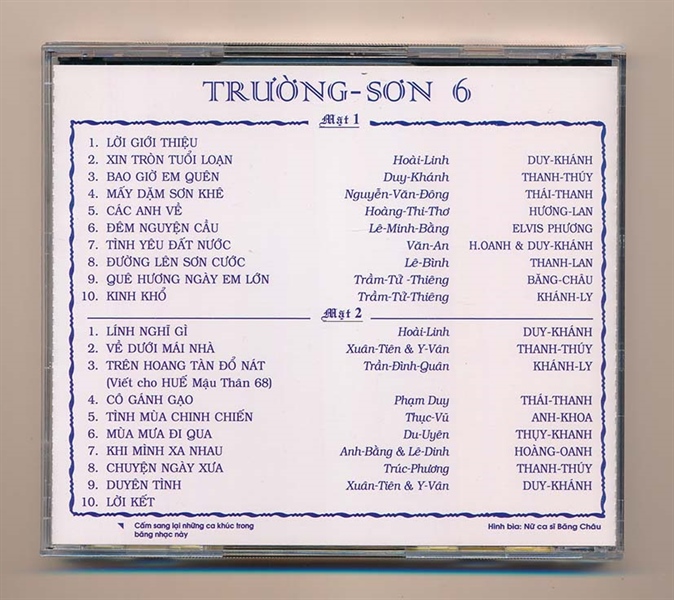 TRƯỜNG-SƠN 6
Mặt 1
1. LỜI GIỚI THIỆU
2. XIN TRÒN TUỔI LOẠN Hoài-Linh DUY-KHÁNH
3. BAO GIỜ EM QUÊN Duy-Khánh THANH-THÚY
4. MẤY DẶM SƠN KHÊ Nguyễn-Văn-Đông THÁI-THANH
5. CÁC ANH VỀ Hoàng-Thi-Thơ HƯƠNG-LAN
6. ĐÊM NGUYỆN CẦU Lê-Minh-Bằng ELVIS PHƯƠNG
7. TÌNH YÊU ĐẤT NƯỚC Văn-An H.OANH & DUY-KHÁNH
8. ĐƯỜNG LÊN SƠN CƯỚC Lê-Bình THANH-LAN
9. QUÊ HƯƠNG NGÀY EM LỚN Trầm-Tử -Thiêng BĂNG-CHÂU
10. KINH KHỔ Trầm-Tử-Thiêng KHÁNH-LY
Mặt 2
1. LÍNH NGHĨ GÌ Hoài-Linh DUY-KHÁNH
2. VỀ DƯỚI MÁI NHÀ Xuân-Tiên & Y-Vân THANH-THÚY
3. TRÊN HOANG TÀN ĐỔ NÁT Trần-Đình-Quân KHÁNH-LY
(Viết cho HUẾ Mậu Thân 68)
4. CÔ GÁNH GẠO Phạm Duy THÁI-THANH
5. TÌNH MÙA CHINH CHIẾN Thục-Vũ ANH-KHOA
6. MÙA MƯA ĐI QUA Du-Uyên THỤY-KHANH
7. KHI MÌNH XA NHAU Anh-Bằng & Lê-Dinh HOÀNG-OANH
8. CHUYỆN NGÀY XƯA Trúc-Phương THANH-THÚY
9. DUYÊN TÌNH Xuân-Tiên & Y-Vân DUY-KHÁNH
10. LỜI KẾT
Cấm sang lại những ca khúc trong
băng nhạc này
Hình bìa: Nữ ca sĩ Băng Châu